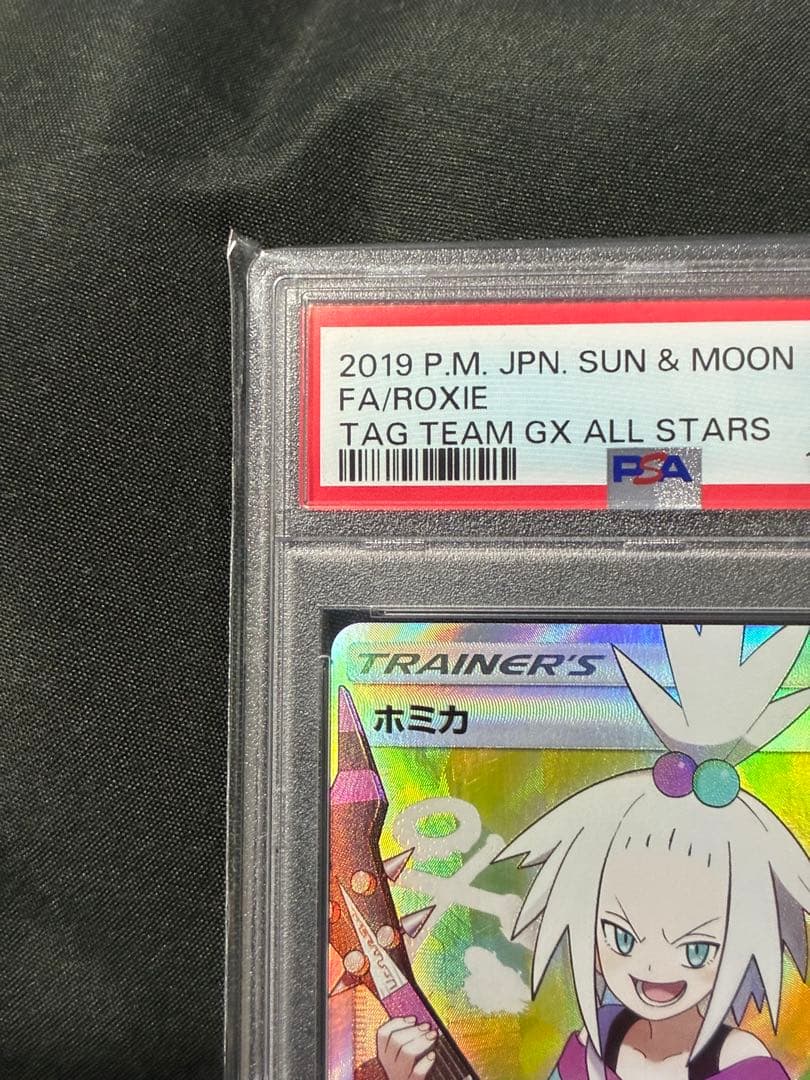 2019 P.M. JPN. SUN & MOON
FA/ROXIE
TAG TEAM GX ALL STARS
PSA
TRAINER'S
ホミカ